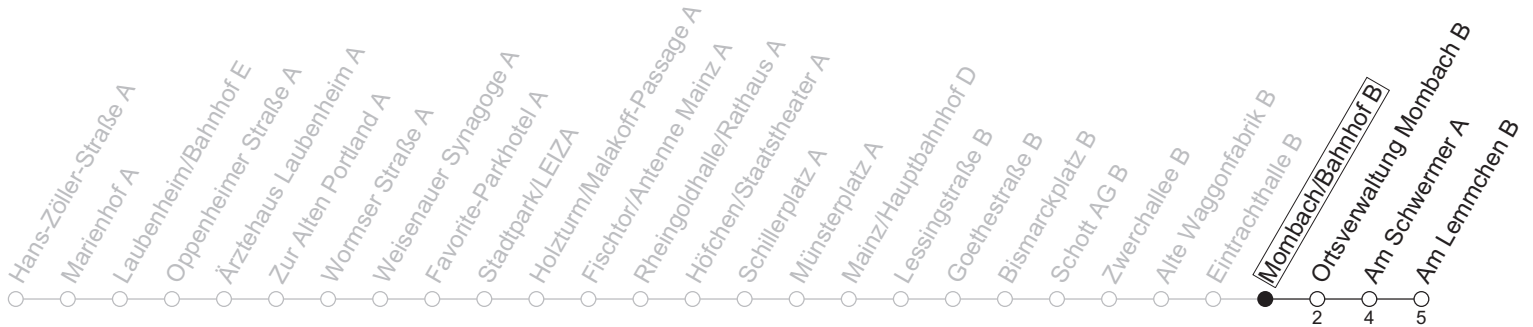 Hans-Zöller-Straße A
Marienhof A
Laubenheim/Bahnhof E
Oppenheimer Straße A
Ärztehaus Laubenheim A
Zur Alten Portland A
Wormser Straße A
Weisenauer Synagoge A
Favorite-Parkhotel A
Stadtpark/LEIZA
Holzturm/Malakoff-Passage A
Fischtor/Antenne Mainz A
Rheingoldhalle/Rathaus A
Höfchen/Staatstheater A
Schillerplatz A
Münsterplatz A
Mainz/Hauptbahnhof D
Lessingstraße B
Goethestraße B
Bismarckplatz B
Schott AG B
Zwerchallee B
Alte Waggonfabrik B
Eintrachthalle B
Mombach/Bahnhof B
Ortsverwaltung Mombach B
Am Schwermer A
Am Lemmchen B
2
4
5